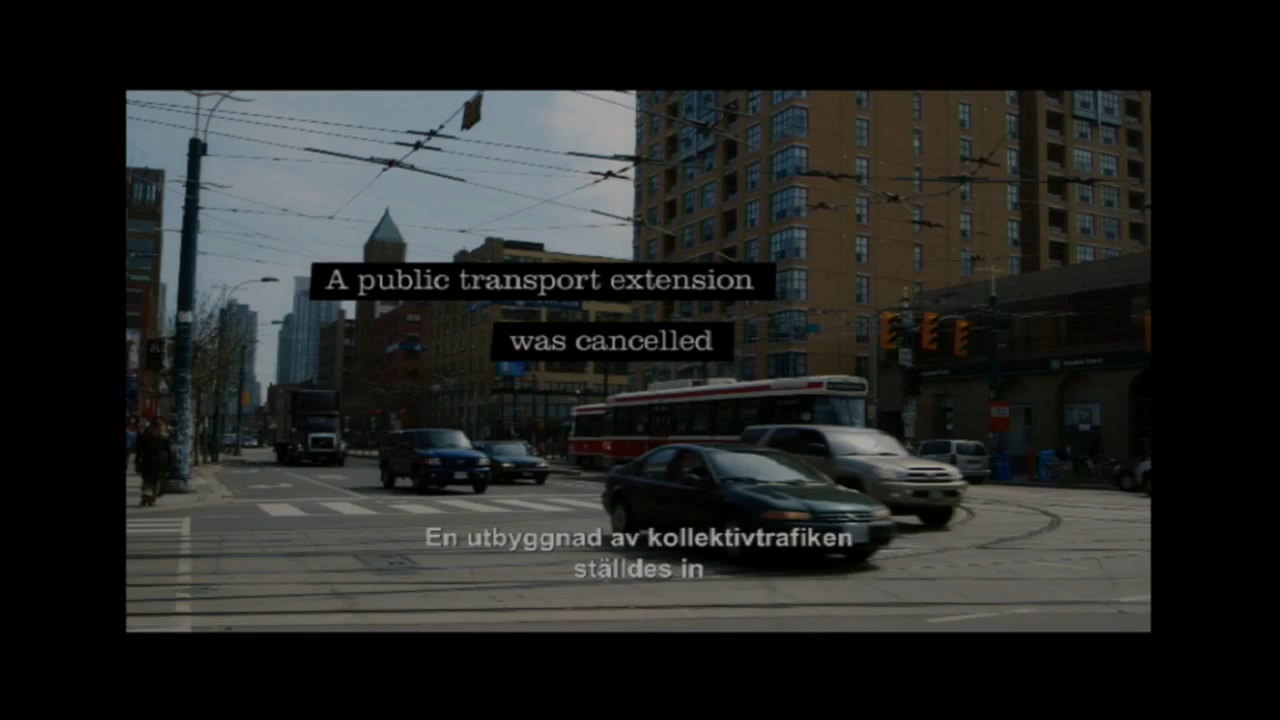 A public transport extension
was cancelled
En utbyggnad av kollektivtrafiken
ställdes in